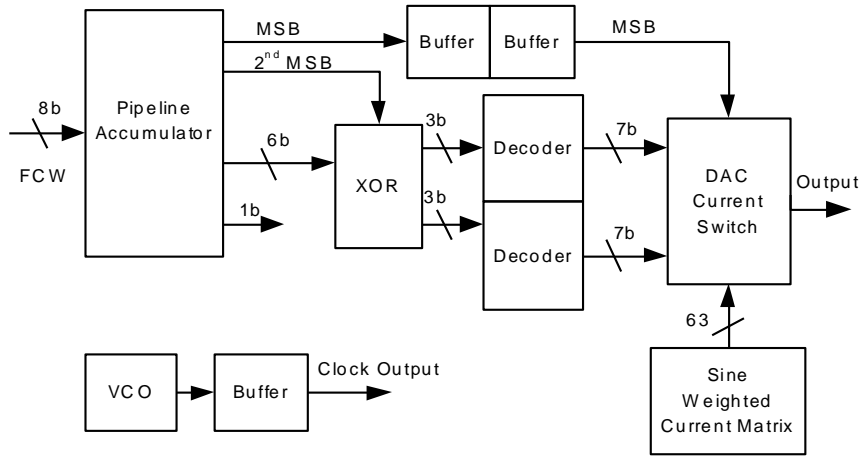 MSB
Buffer
Buffer
MSB
2nd MSB
8b
FCW
Pipeline
Accumulator
6b
1b
XOR
3b
3b
Decoder
Decoder
7b
7b
DAC
Current
Switch
Output
63
Sine
Weighted
Current Matrix
VCO
Buffer
Clock Output